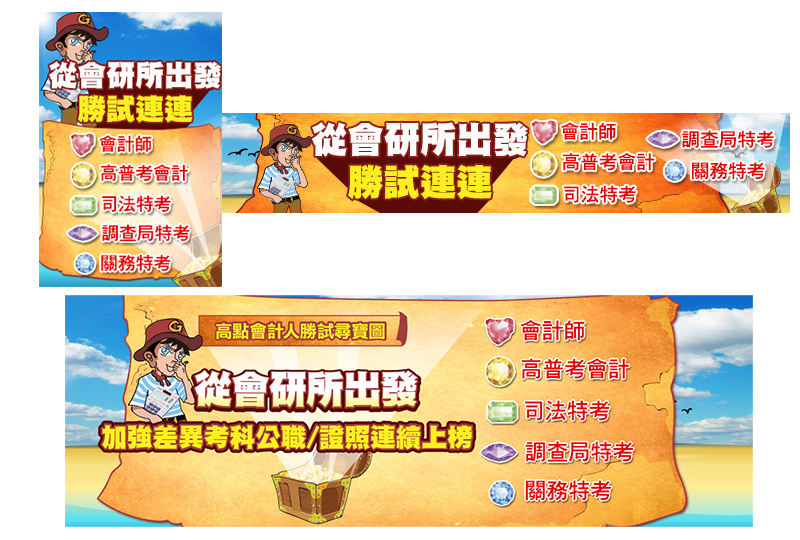 G
從會研所出發
勝試連連
會計師
高普考會計
司法特考
調查局特考
關務特考
G
從會研所出發
勝試連連
會計師
高普考會計
司法特考
調查局特考
關務特考
高點會計人勝試尋寶圖
G
從會研所出發
加強差異考科公職/證照連續上榜
會計師
高普考會計
司法特考
調查局特考
關務特考